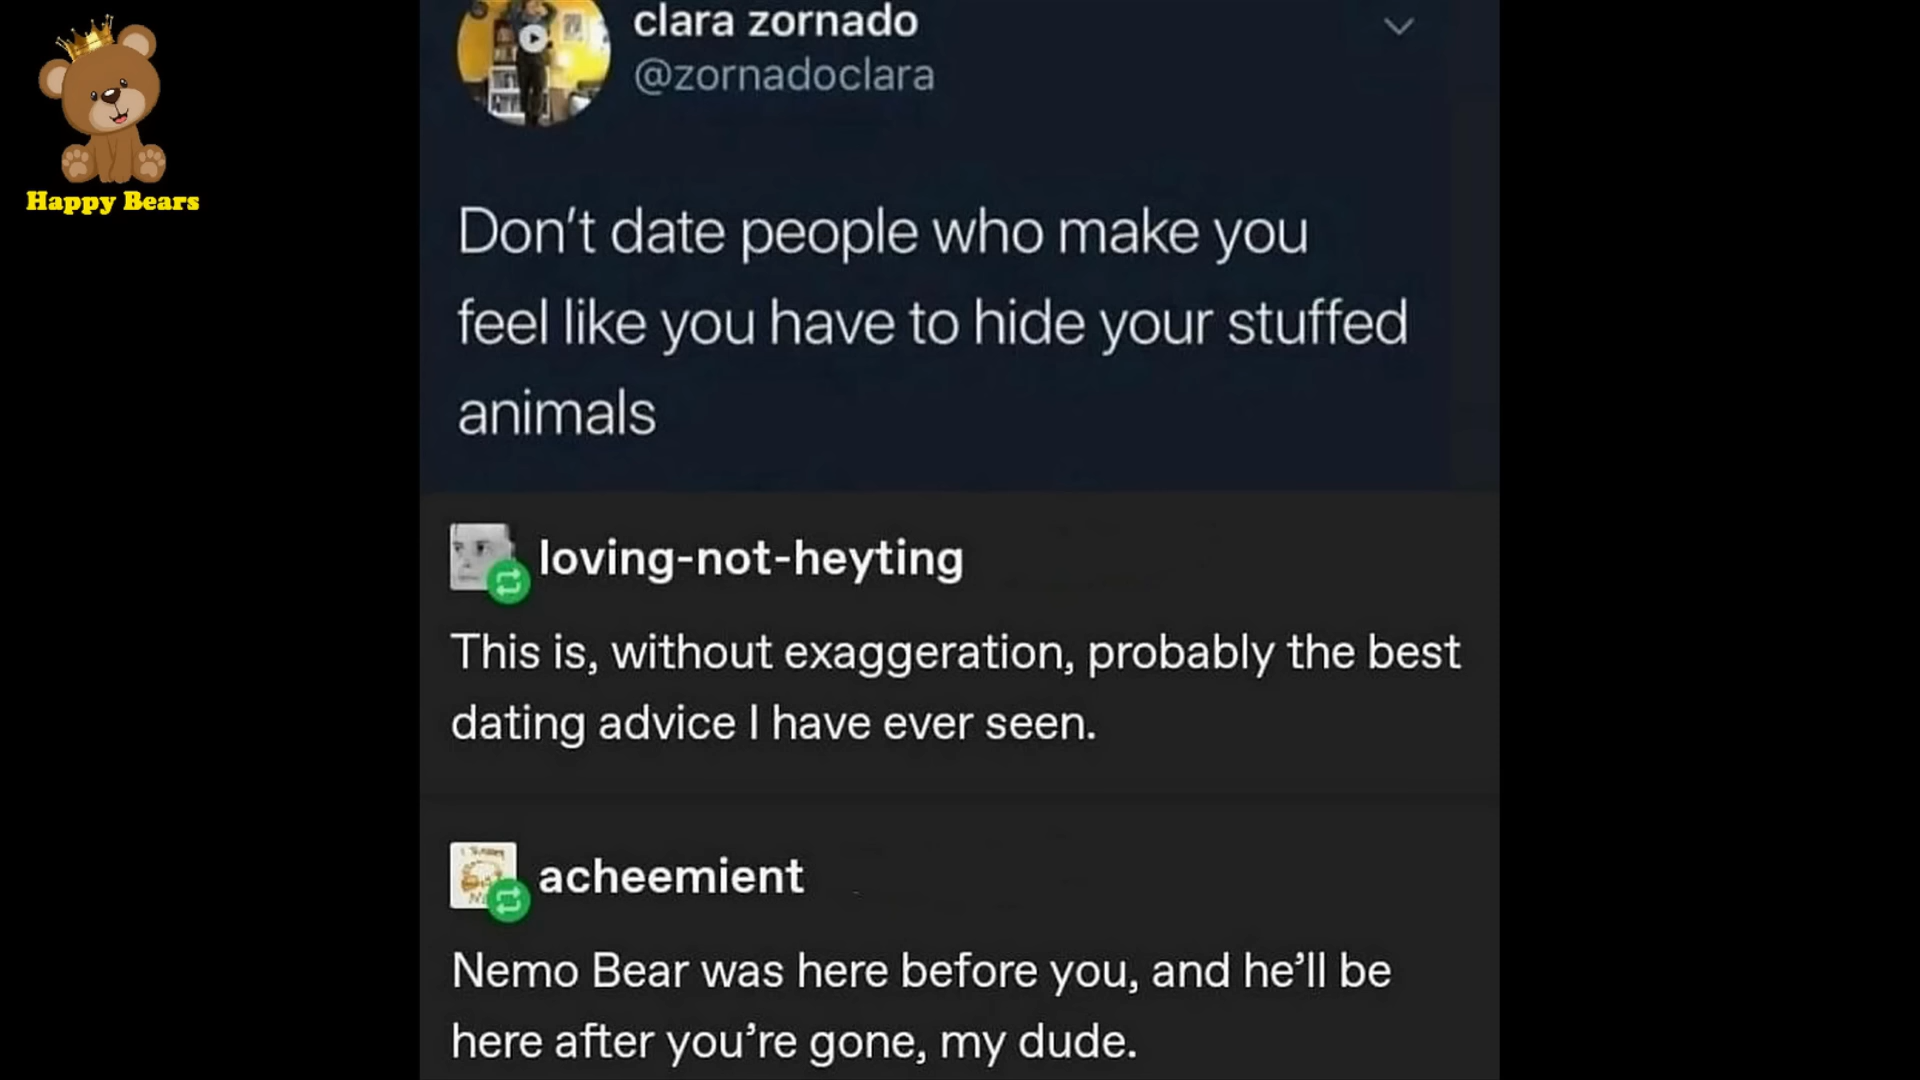 clara zornado
@zornadoclara
Happy Bears
Don't date people who make you
feel like you have to hide your stuffed
animals
loving-not-heyting
This is, without exaggeration, probably the best
dating advice I have ever seen.
acheemient
Nemo Bear was here before you, and he'll be
here after you're gone, my dude.